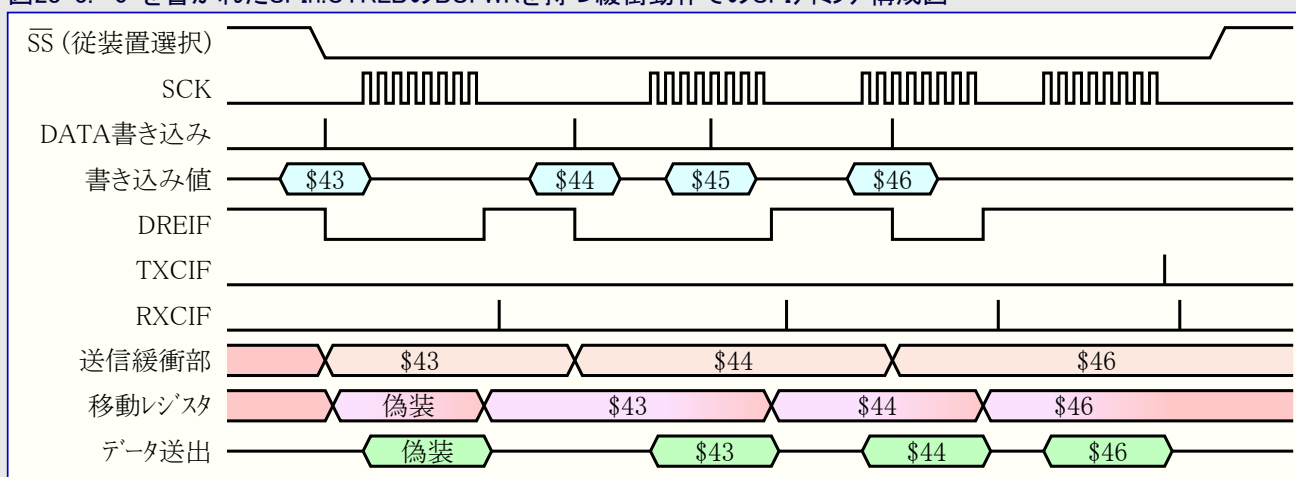 SS (従装置選択)
SCK
DATA書き込み
書き込み値 $43 $44 $45 $46
DREIF
TXCIF
RXCIF
送信緩衝部 $43 $44 $46
移動レジスタ 偽装 $43 $44 $46
データ送出 偽装 $43 $44 $46